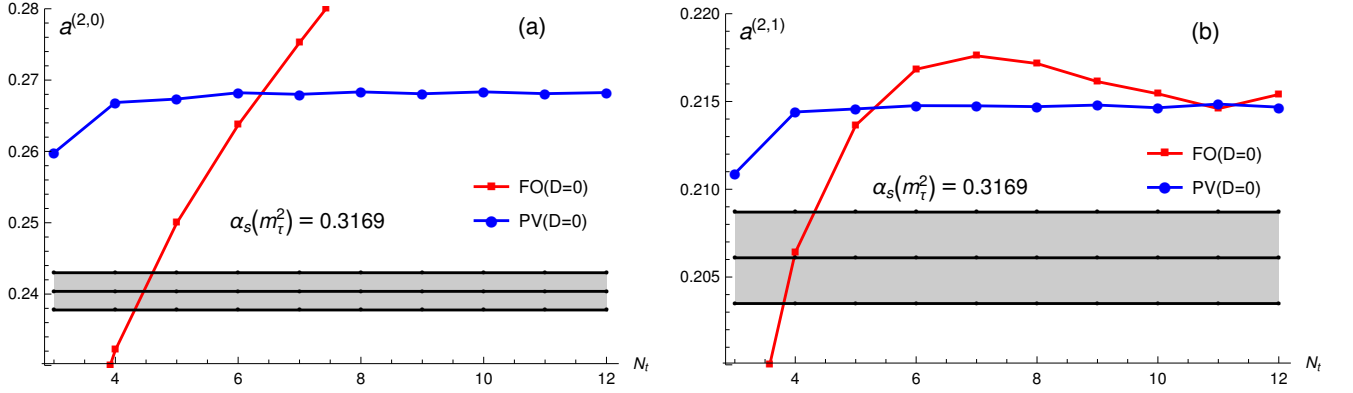 0.28
a^(2,0)
(a)
0.27
0.26
FO(D=0)
PV(D=0)
0.25
α_s(m_τ^2) = 0.3169
0.24
4 6 8 10 12
N_t
0.220
a^(2,1)
(b)
0.215
FO(D=0)
PV(D=0)
0.210
α_s(m_τ^2) = 0.3169
0.205
4 6 8 10 12
N_t